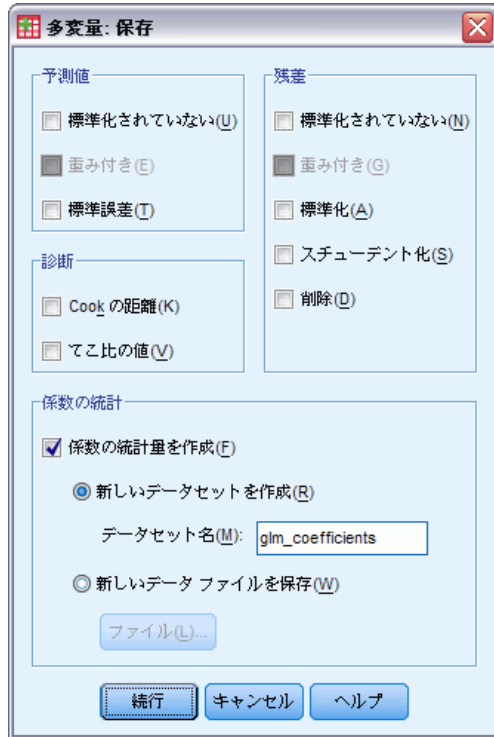 多変量: 保存
予測値
標準化されていない(U)
重み付き(E)
標準誤差(T)
診断
Cook の距離(K)
てこ比の値(V)
残差
標準化されていない(N)
重み付き(G)
標準化(A)
スチューデント化(S)
削除(D)
係数の統計
係数の統計量を作成(F)
新しいデータセットを作成(R)
データセット名(M): glm_coefficients
新しいデータ ファイルを保存(W)
ファイル(L)...
続行 キャンセル ヘルプ